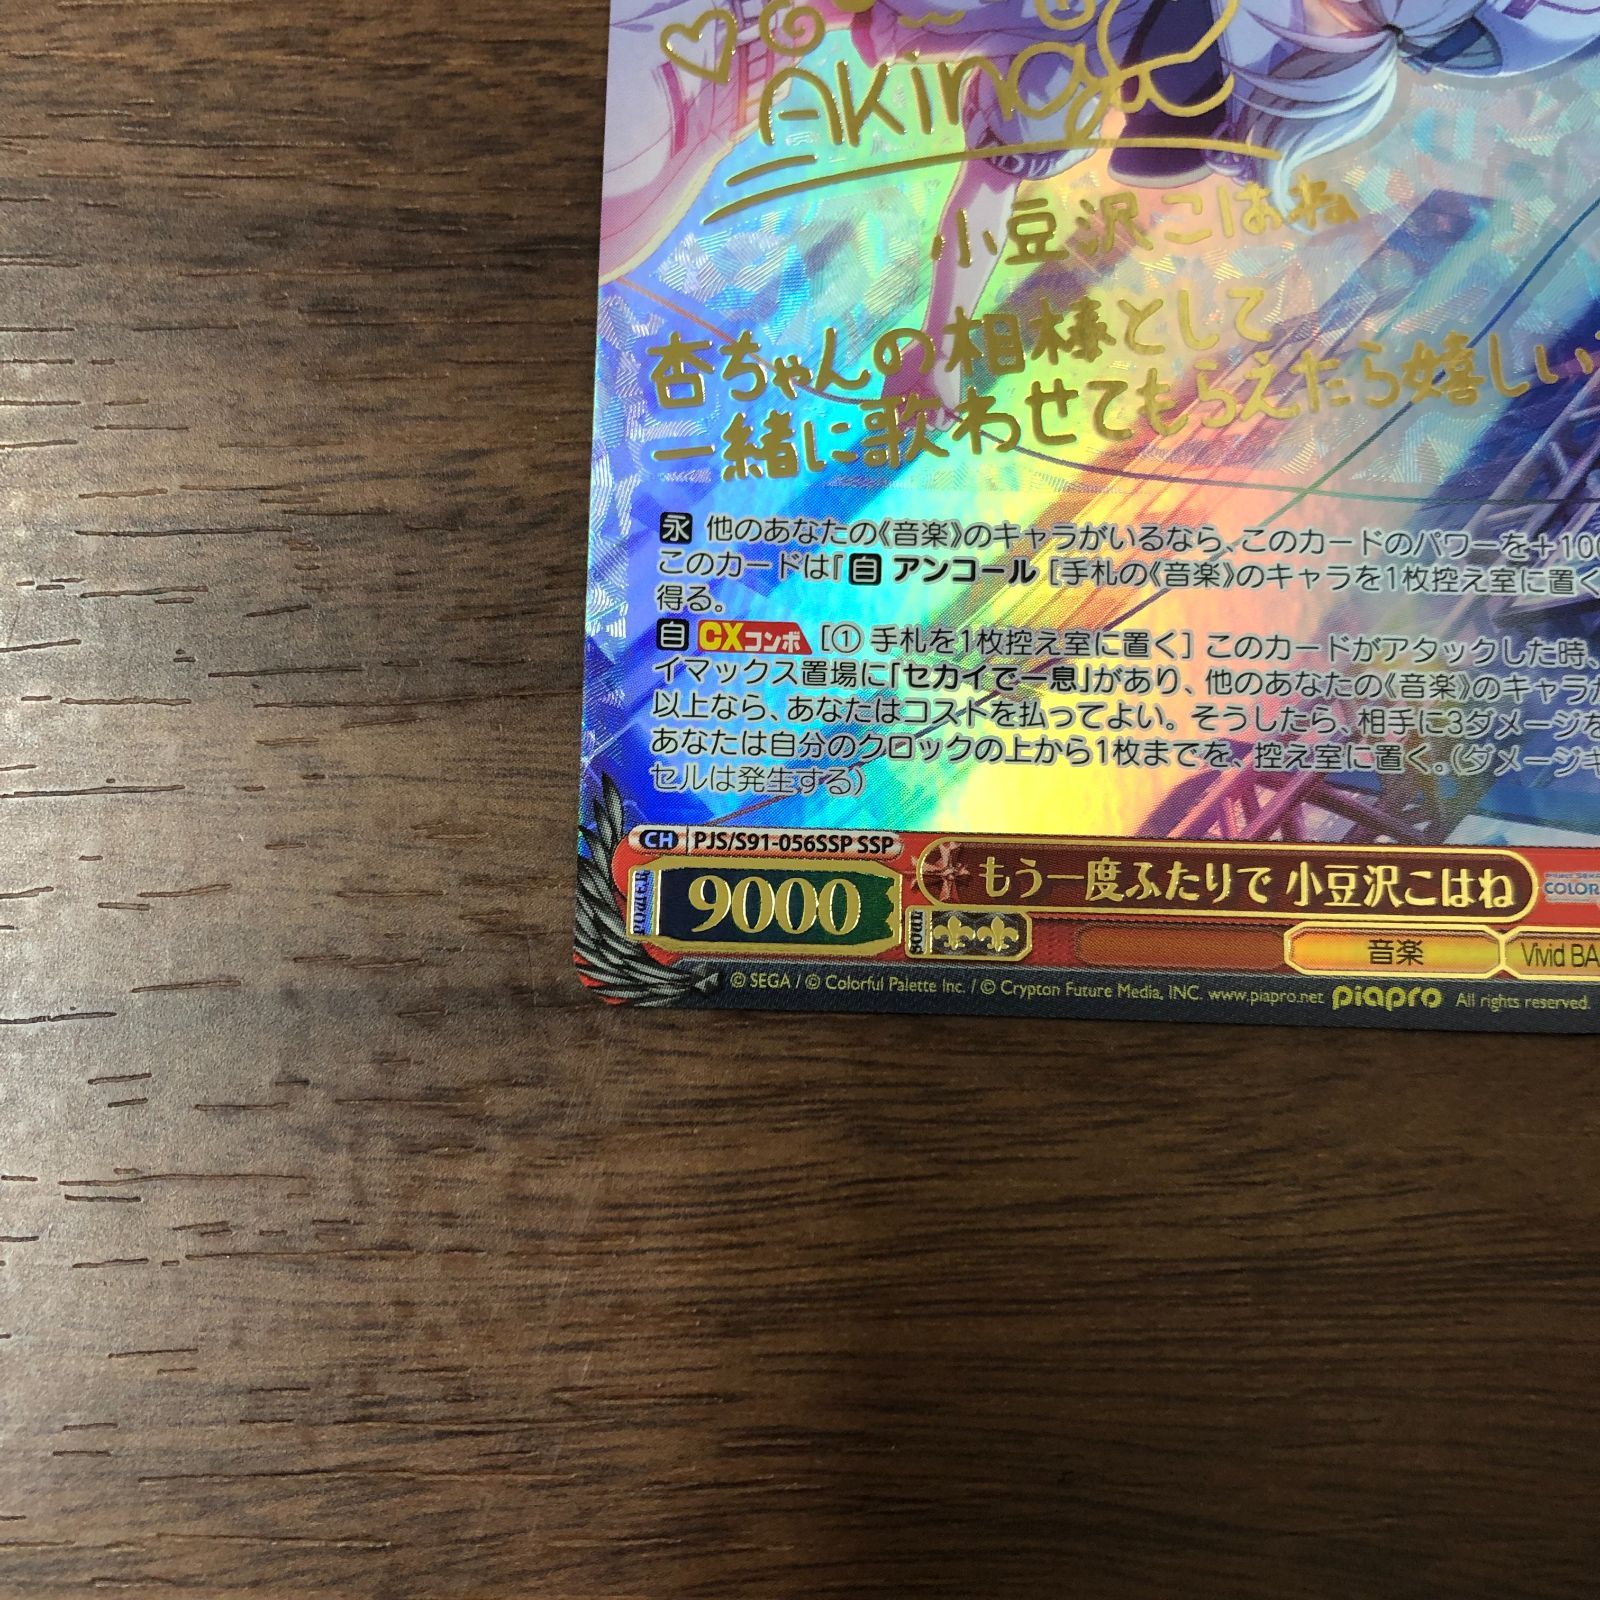 Akina
小豆沢こはね
杏ちゃんの相棒として
一緒に歌わせてもらえたら嬉しい
永 他のあなたの《音楽》のキャラがいるなら、このカードのパワーを+100
このカードは『自 アンコール [手札の《音楽》のキャラを1枚控え室に置く
得る。
自 CXコンボ [① 手札を1枚控え室に置く] このカードがアタックした時、
イマックス置場に「セカイで一息」があり、他のあなたの《音楽》のキャラが
以上なら、あなたはコストを払ってよい。そうしたら、相手に3ダメージを
あなたは自分のクロックの上から1枚までを、控え室に置く。(ダメージキ
セルは発生する)
CH PJS/S91-056SSP SSP
POWER 9000
SOUL
もう一度ふたりで 小豆沢こはね
COLOR
音楽
Vivid BA
© SEGA / © Colorful Palette Inc. / © Crypton Future Media, INC. www.piapro.net piapro All rights reserved.